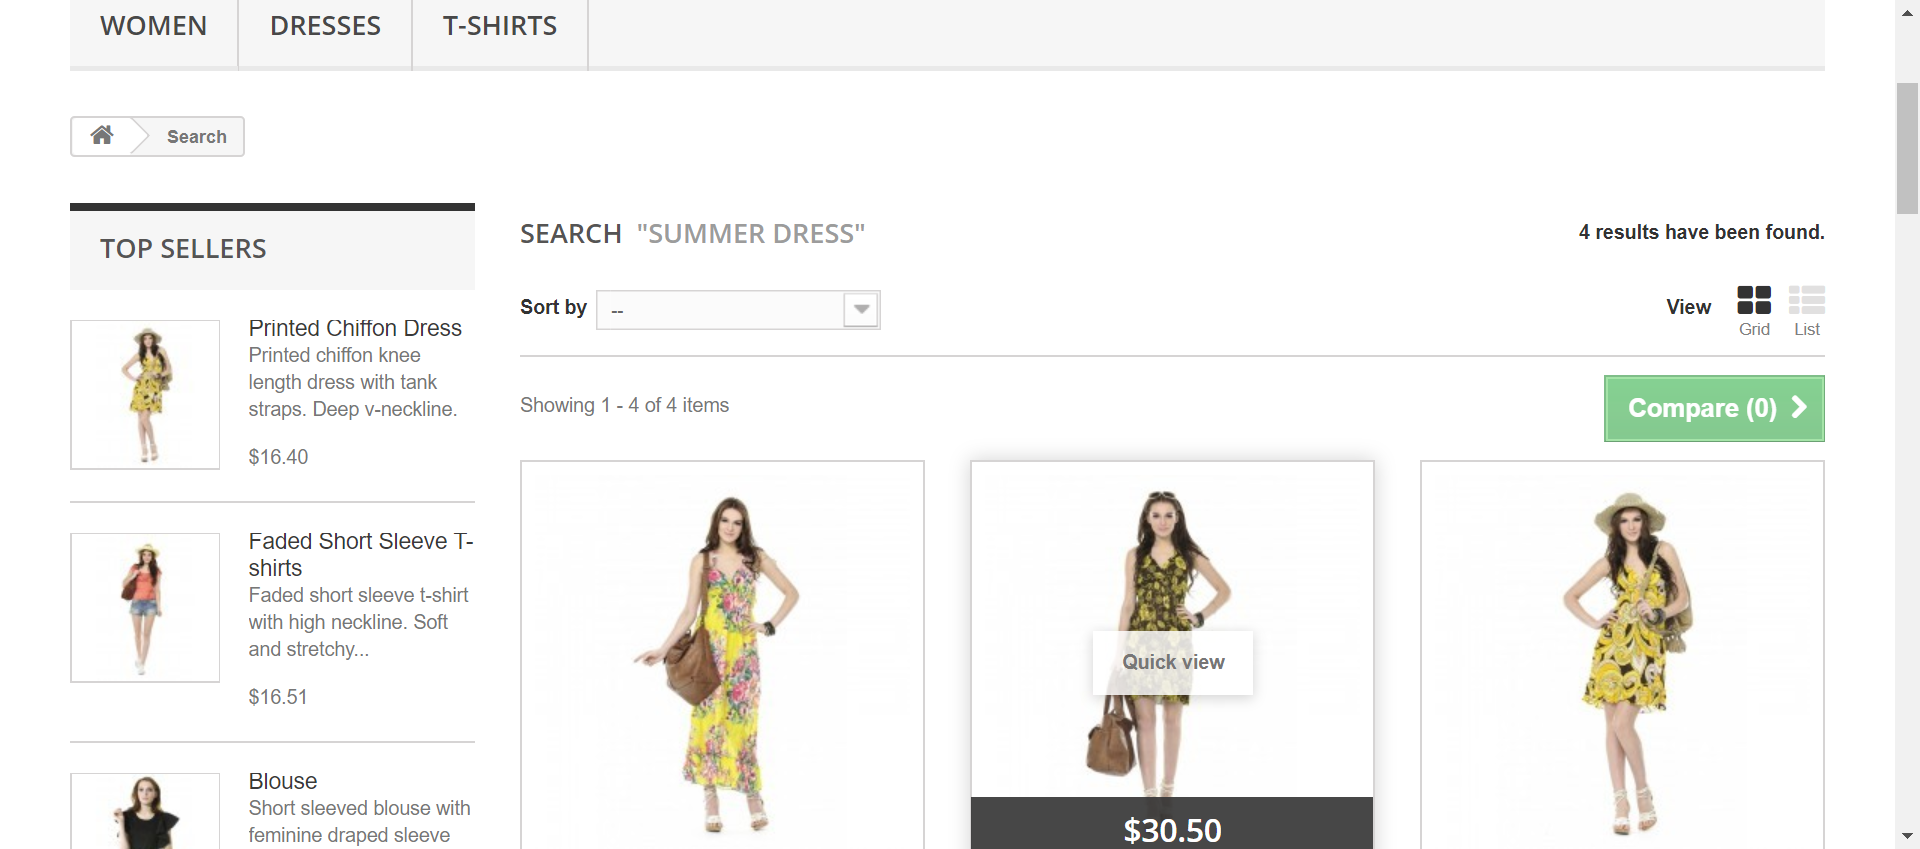 WOMEN
DRESSES
T-SHIRTS
Search
TOP SELLERS
Printed Chiffon Dress
Printed chiffon knee
length dress with tank
straps. Deep v-neckline.
$16.40
Faded Short Sleeve T-
shirts
Faded short sleeve t-shirt
with high neckline. Soft
and stretchy...
$16.51
Blouse
Short sleeved blouse with
feminine draped sleeve
SEARCH "SUMMER DRESS"
4 results have been found.
Sort by --
View
Grid
List
Showing 1 - 4 of 4 items
Compare (0)
Quick view
$30.50